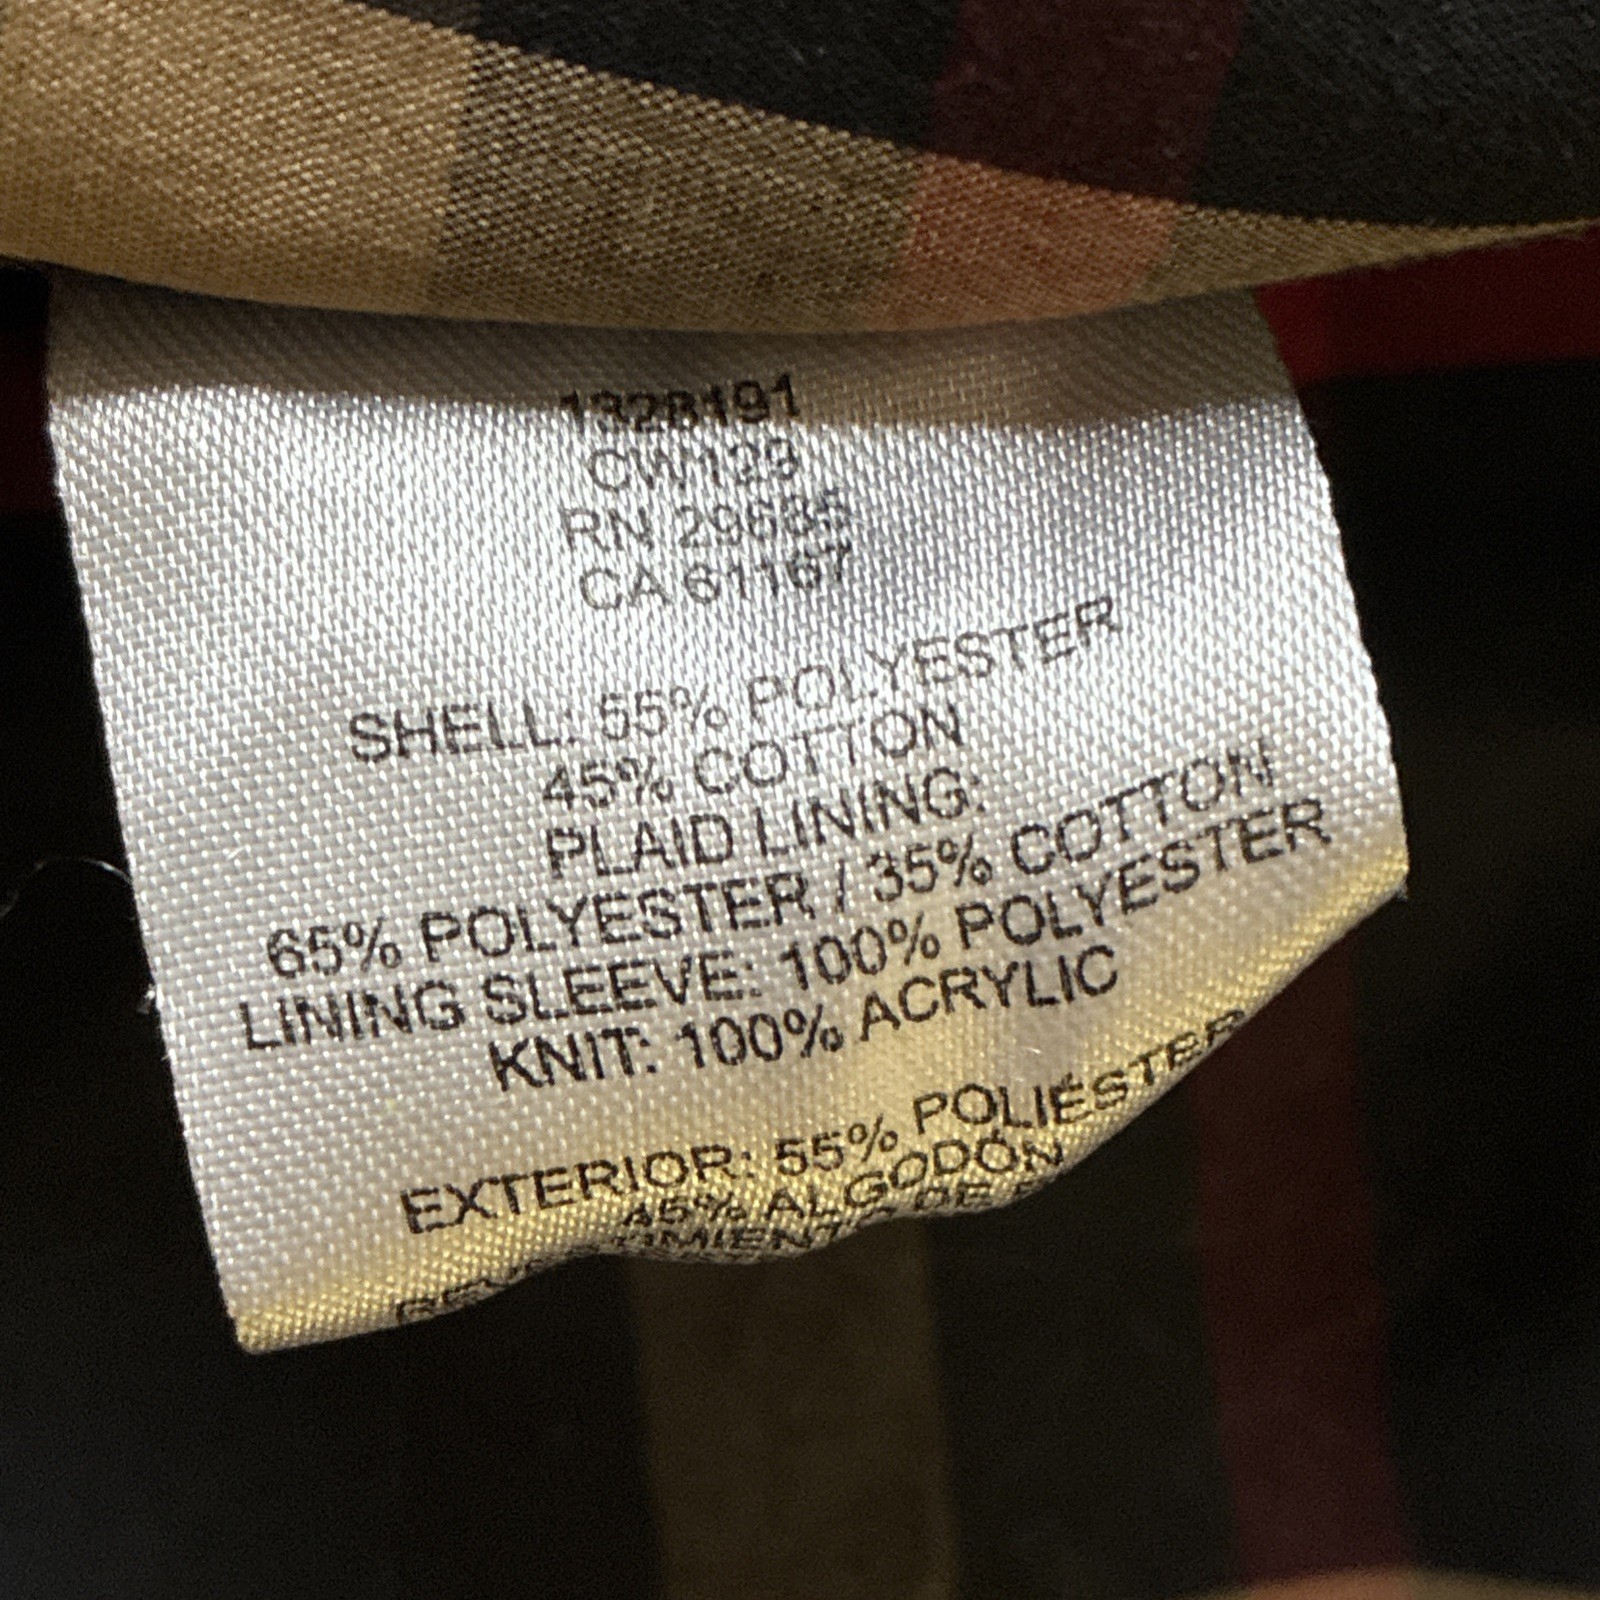 1328191
CW129
RN 29685
CA 61167
SHELL: 55% POLYESTER
45% COTTON
PLAID LINING:
65% POLYESTER / 35% COTTON
LINING SLEEVE: 100% POLYESTER
KNIT: 100% ACRYLIC
EXTERIOR: 55% POLIÉSTER
45% ALGODÓN
DE